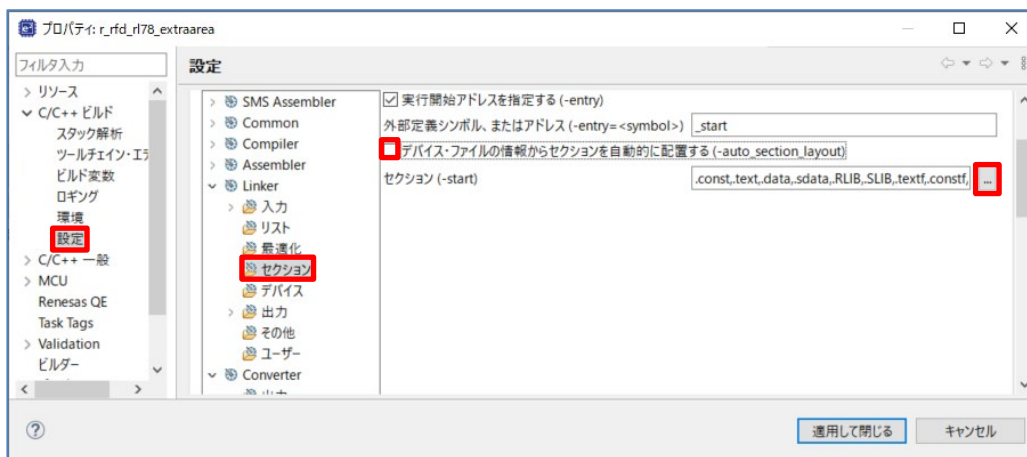 プロパティ: r_rfd_rl78_extraarea
フィルタ入力
設定
リソース
C/C++ ビルド
スタック解析
ツールチェイン・エラ
ビルド変数
ロギング
環境
設定
C/C++ 一般
MCU
Renesas QE
Task Tags
Validation
ビルダー
SMS Assembler
Common
Compiler
Assembler
Linker
入力
リスト
最適化
セクション
デバイス
出力
その他
ユーザー
Converter
実行開始アドレスを指定する (-entry)
外部定義シンボル、またはアドレス (-entry=<symbol>) _start
デバイス・ファイルの情報からセクションを自動的に配置する (-auto_section_layout)
セクション (-start) .const,.text,.data,.sdata,.RLIB,.SLIB,.textf,.constf, ...
適用して閉じる キャンセル